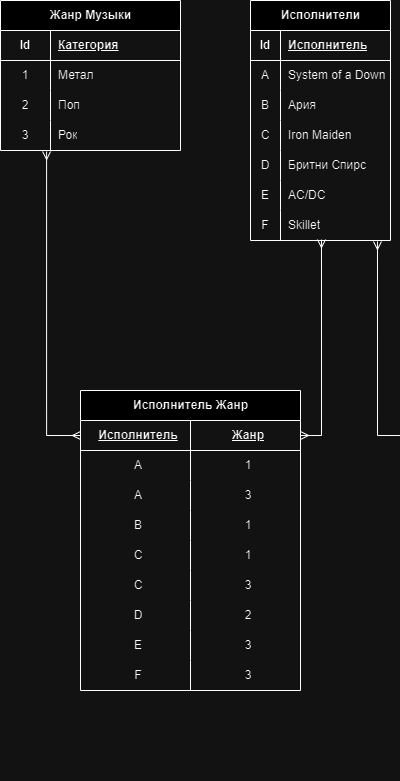 Жанр Музыки
Id Категория
1 Метал
2 Поп
3 Рок
Исполнители
Id Исполнитель
A System of a Down
B Ария
C Iron Maiden
D Бритни Спирс
E AC/DC
F Skillet
Исполнитель Жанр
Исполнитель Жанр
A 1
A 3
B 1
C 1
C 3
D 2
E 3
F 3